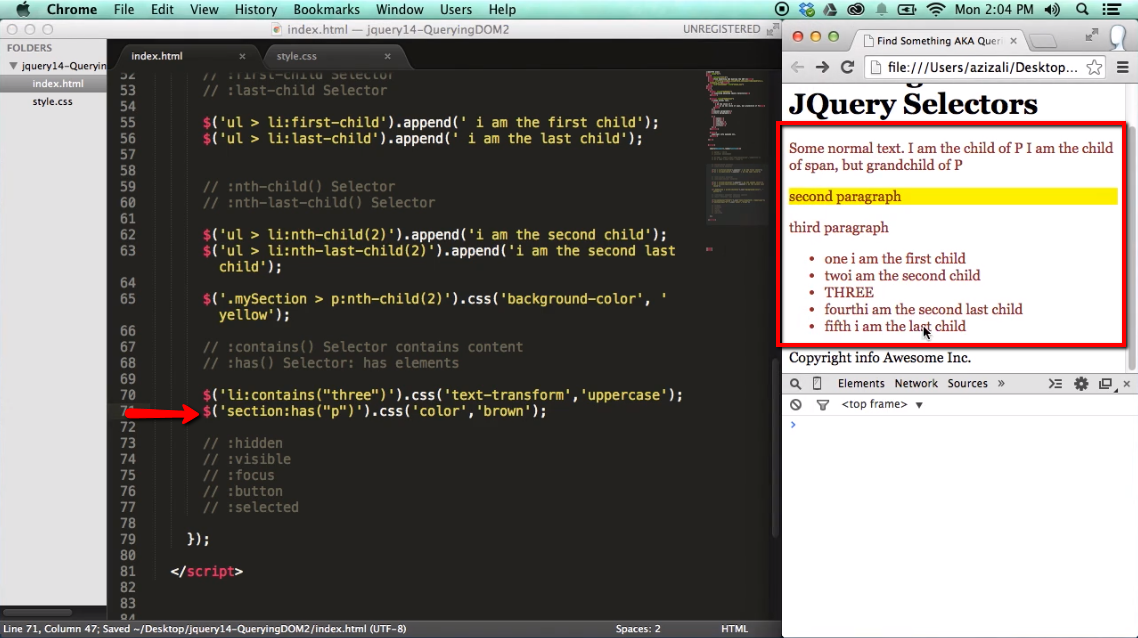 Chrome File Edit View History Bookmarks Window Users Help Mon 2:04 PM
index.html — jquery14-QueryingDOM2 UNREGISTERED
FOLDERS
jquery14-Queryin
index.html
style.css
index.html × style.css ×
// :first-child Selector
53 // :last-child Selector
54
55 $('ul > li:first-child').append(' i am the first child');
56 $('ul > li:last-child').append(' i am the last child');
57
58
59 // :nth-child() Selector
60 // :nth-last-child() Selector
61
62 $('ul > li:nth-child(2)').append('i am the second child');
63 $('ul > li:nth-last-child(2)').append('i am the second last
child');
64
65 $('.mySection > p:nth-child(2)').css('background-color', '
yellow');
66
67 // :contains() Selector contains content
68 // :has() Selector: has elements
69
70 $('li:contains("three")').css('text-transform','uppercase');
71 $('section:has("p")').css('color','brown');
72
73 // :hidden
74 // :visible
75 // :focus
76 // :button
77 // :selected
78
79 });
80
81 </script>
82
83
84
Line 71, Column 47; Saved ~/Desktop/jquery14-QueryingDOM2/index.html (UTF-8) Spaces: 2 HTML
Find Something AKA Queri ×
file:///Users/azizali/Desktop...
JQuery Selectors
Some normal text. I am the child of P I am the child
of span, but grandchild of P
second paragraph
third paragraph
• one i am the first child
• twoi am the second child
• THREE
• fourthi am the second last child
• fifth i am the last child
Copyright info Awesome Inc.
Elements Network Sources » ×
<top frame> ▼
>